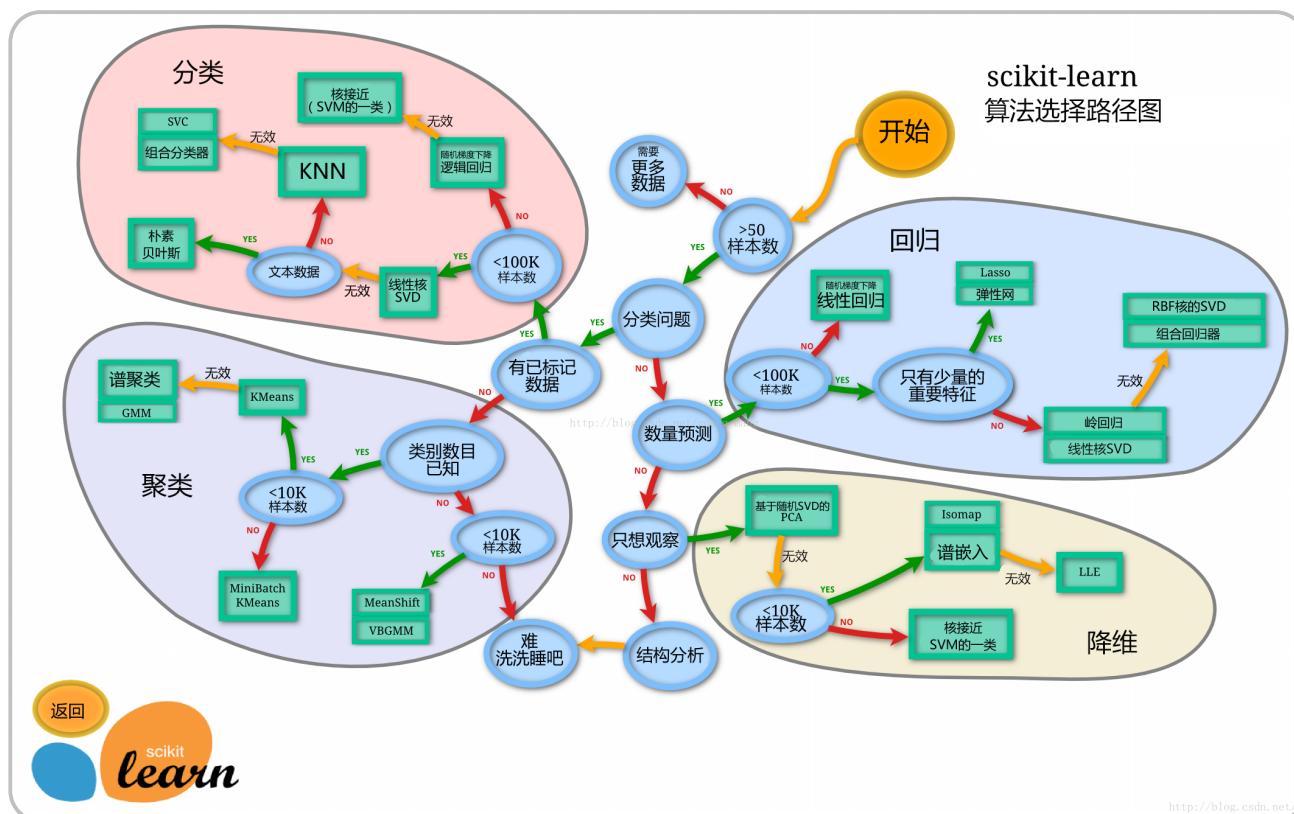 scikit-learn
算法选择路径图
开始
需要
更多
数据
NO
>50
样本数
YES
分类问题
YES
NO
有已标记
数据
YES
NO
分类
核接近
(SVM的一类)
无效
随机梯度下降
逻辑回归
NO
SVC
组合分类器
无效
KNN
朴素
贝叶斯
YES
NO
文本数据
无效
线性核
SVD
YES
<100K
样本数
回归
随机梯度下降
线性回归
NO
Lasso
弹性网
YES
RBF核的SVD
组合回归器
无效
<100K
样本数
YES
只有少量的
重要特征
NO
岭回归
线性核SVD
数量预测
YES
NO
聚类
谱聚类
GMM
无效
KMeans
YES
<10K
样本数
YES
类别数目
已知
NO
NO
MiniBatch
KMeans
<10K
样本数
YES
NO
MeanShift
VBGMM
难
洗洗睡吧
只想观察
YES
NO
结构分析
降维
基于随机SVD的
PCA
无效
<10K
样本数
YES
NO
Isomap
谱嵌入
无效
LLE
核接近
SVM的一类
返回
scikit
learn
http://blog.csdn.net/